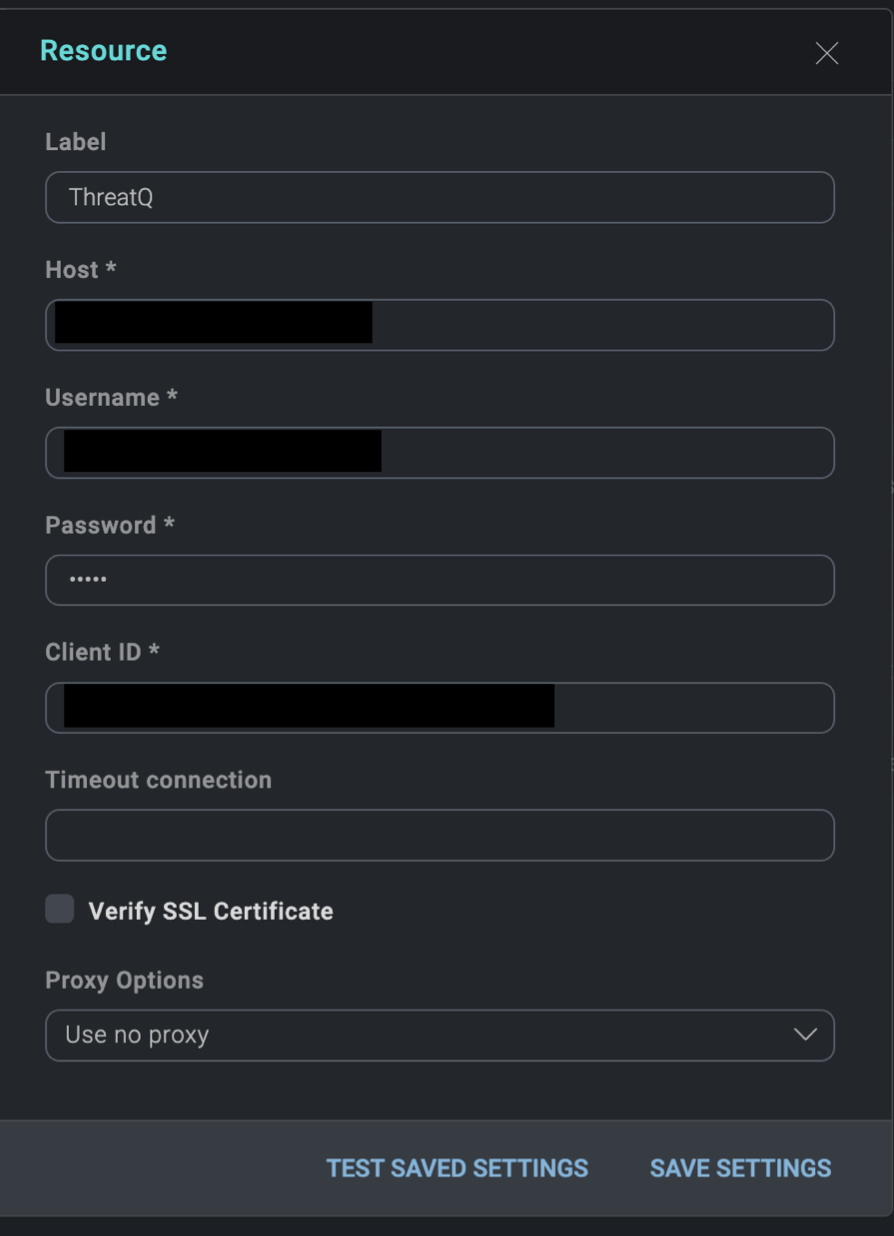 Resource
Label
ThreatQ
Host *
Username *
Password *
•••••
Client ID *
Timeout connection
Verify SSL Certificate
Proxy Options
Use no proxy
TEST SAVED SETTINGS
SAVE SETTINGS